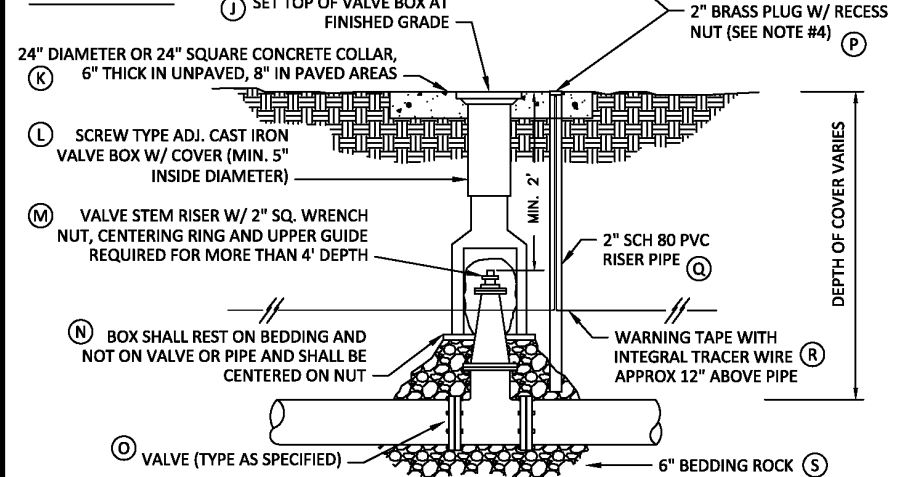 J SET TOP OF VALVE BOX AT
FINISHED GRADE
2" BRASS PLUG W/ RECESS
NUT (SEE NOTE #4) P
24" DIAMETER OR 24" SQUARE CONCRETE COLLAR,
K 6" THICK IN UNPAVED, 8" IN PAVED AREAS
L SCREW TYPE ADJ. CAST IRON
VALVE BOX W/ COVER (MIN. 5"
INSIDE DIAMETER)
MIN. 2'
DEPTH OF COVER VARIES
M VALVE STEM RISER W/ 2" SQ. WRENCH
NUT, CENTERING RING AND UPPER GUIDE
REQUIRED FOR MORE THAN 4' DEPTH
2" SCH 80 PVC
RISER PIPE Q
N BOX SHALL REST ON BEDDING AND
NOT ON VALVE OR PIPE AND SHALL BE
CENTERED ON NUT
WARNING TAPE WITH
INTEGRAL TRACER WIRE R
APPROX 12" ABOVE PIPE
O VALVE (TYPE AS SPECIFIED)
6" BEDDING ROCK S